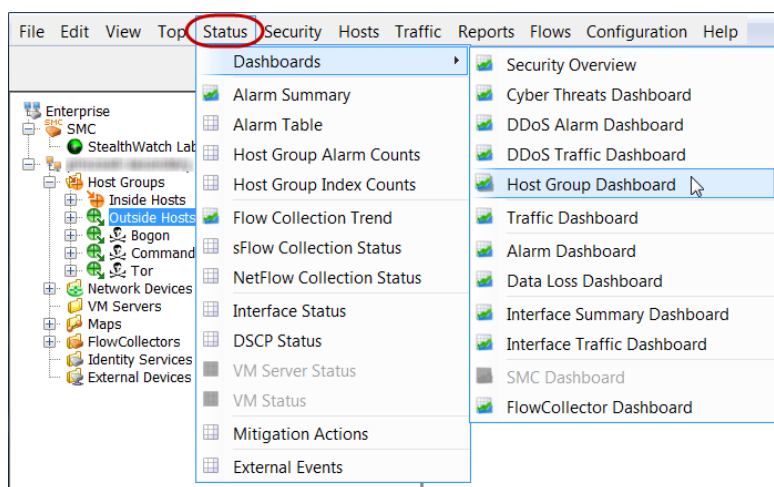 File Edit View Top Status Security Hosts Traffic Reports Flows Configuration Help
Enterprise
SMC
SMC
StealthWatch Lab
Host Groups
Inside Hosts
Outside Hosts
Bogon
Command
Tor
Network Devices
VM Servers
Maps
FlowCollectors
Identity Services
External Devices
Dashboards
Alarm Summary
Alarm Table
Host Group Alarm Counts
Host Group Index Counts
Flow Collection Trend
sFlow Collection Status
NetFlow Collection Status
Interface Status
DSCP Status
VM Server Status
VM Status
Mitigation Actions
External Events
Security Overview
Cyber Threats Dashboard
DDoS Alarm Dashboard
DDoS Traffic Dashboard
Host Group Dashboard
Traffic Dashboard
Alarm Dashboard
Data Loss Dashboard
Interface Summary Dashboard
Interface Traffic Dashboard
SMC Dashboard
FlowCollector Dashboard